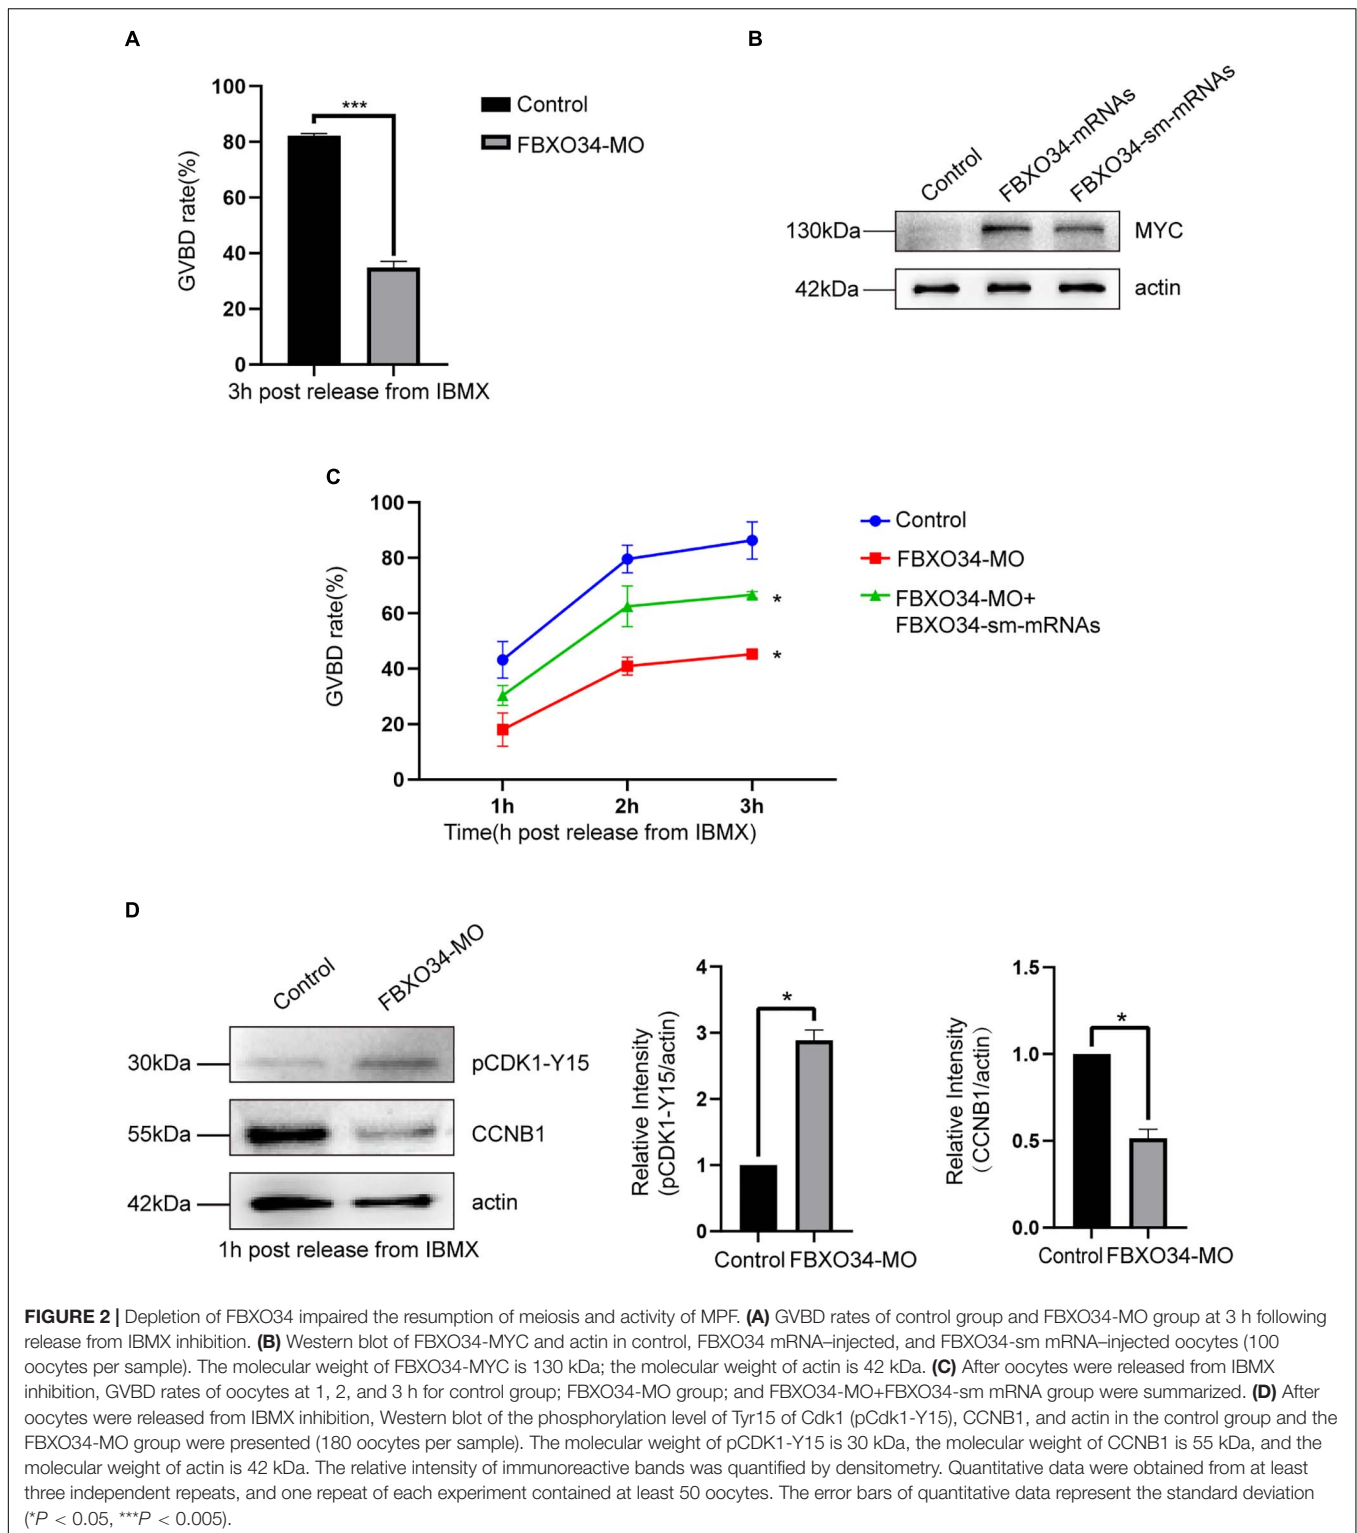 A
100
80
60
40
20
0
GVBD rate(%)
***
Control
FBXO34-MO
3h post release from IBMX
B
Control
FBXO34-mRNAs
FBXO34-sm-mRNAs
130kDa
MYC
42kDa
actin
C
100
80
60
40
20
0
GVBD rate(%)
Control
FBXO34-MO
FBXO34-MO+
FBXO34-sm-mRNAs
*
*
1h 2h 3h
Time(h post release from IBMX)
D
Control
FBXO34-MO
30kDa
pCDK1-Y15
55kDa
CCNB1
42kDa
actin
1h post release from IBMX
Relative Intensity
(pCDK1-Y15/actin)
4
3
2
1
0
*
Control FBXO34-MO
Relative Intensity
(CCNB1/actin)
1.5
1.0
0.5
0.0
*
Control FBXO34-MO
FIGURE 2 | Depletion of FBXO34 impaired the resumption of meiosis and activity of MPF. (A) GVBD rates of control group and FBXO34-MO group at 3 h following
release from IBMX inhibition. (B) Western blot of FBXO34-MYC and actin in control, FBXO34 mRNA–injected, and FBXO34-sm mRNA–injected oocytes (100
oocytes per sample). The molecular weight of FBXO34-MYC is 130 kDa; the molecular weight of actin is 42 kDa. (C) After oocytes were released from IBMX
inhibition, GVBD rates of oocytes at 1, 2, and 3 h for control group; FBXO34-MO group; and FBXO34-MO+FBXO34-sm mRNA group were summarized. (D) After
oocytes were released from IBMX inhibition, Western blot of the phosphorylation level of Tyr15 of Cdk1 (pCdk1-Y15), CCNB1, and actin in the control group and the
FBXO34-MO group were presented (180 oocytes per sample). The molecular weight of pCDK1-Y15 is 30 kDa, the molecular weight of CCNB1 is 55 kDa, and the
molecular weight of actin is 42 kDa. The relative intensity of immunoreactive bands was quantified by densitometry. Quantitative data were obtained from at least
three independent repeats, and one repeat of each experiment contained at least 50 oocytes. The error bars of quantitative data represent the standard deviation
(*P < 0.05, ***P < 0.005).